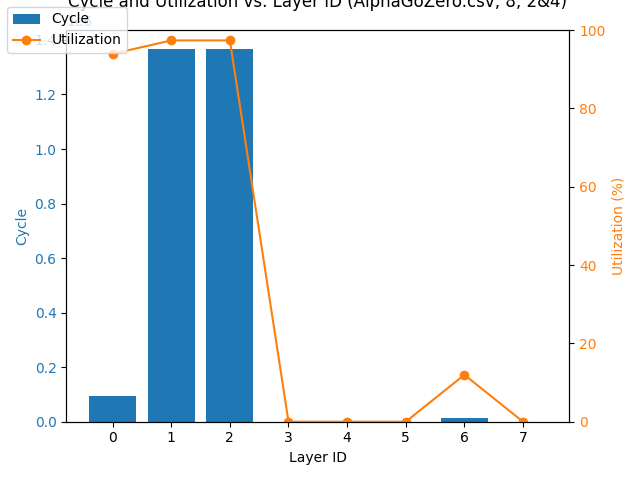 Cycle and Utilization vs. Layer ID (AlphaGoZero.csv, 8, 2&4)
Cycle
Utilization
1.4
1.2
1.0
0.8
0.6
0.4
0.2
0.0
Cycle
100
80
60
40
20
0
Utilization (%)
0 1 2 3 4 5 6 7
Layer ID